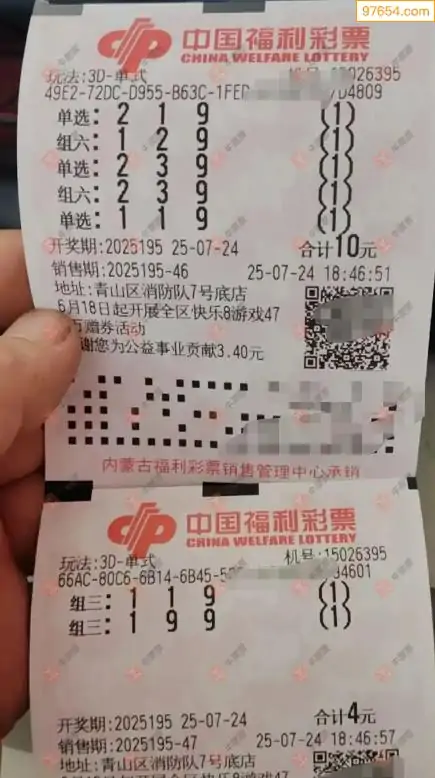 97654.com
中国福利彩票
CHINA WELFARE LOTTERY
玩法:3D-单式 机号:15026395
49E2-72DC-D955-B63C-1FED D4809
单选: 2 1 9 (1)
组六: 1 2 9 (1)
单选: 2 3 9 (1)
组六: 2 3 9 (1)
单选: 1 1 9 (1)
开奖期:2025195 25-07-24 合计10元
销售期:2025195-46 25-07-24 18:46:51
地址:青山区消防队7号底店
6月18日起开展全区快乐8游戏47
万赠券活动
谢您为公益事业贡献3.40元
内蒙古福利彩票销售管理中心承销
中国福利彩票
CHINA WELFARE LOTTERY
玩法:3D-单式 机号:15026395
66AC-80C6-6B14-6B45-5 4601
组三: 1 1 9 (1)
组三: 1 9 9 (1)
开奖期:2025195 25-07-24 合计4元
销售期:2025195-47 25-07-24 18:46:57
地址:青山区消防队7号底店